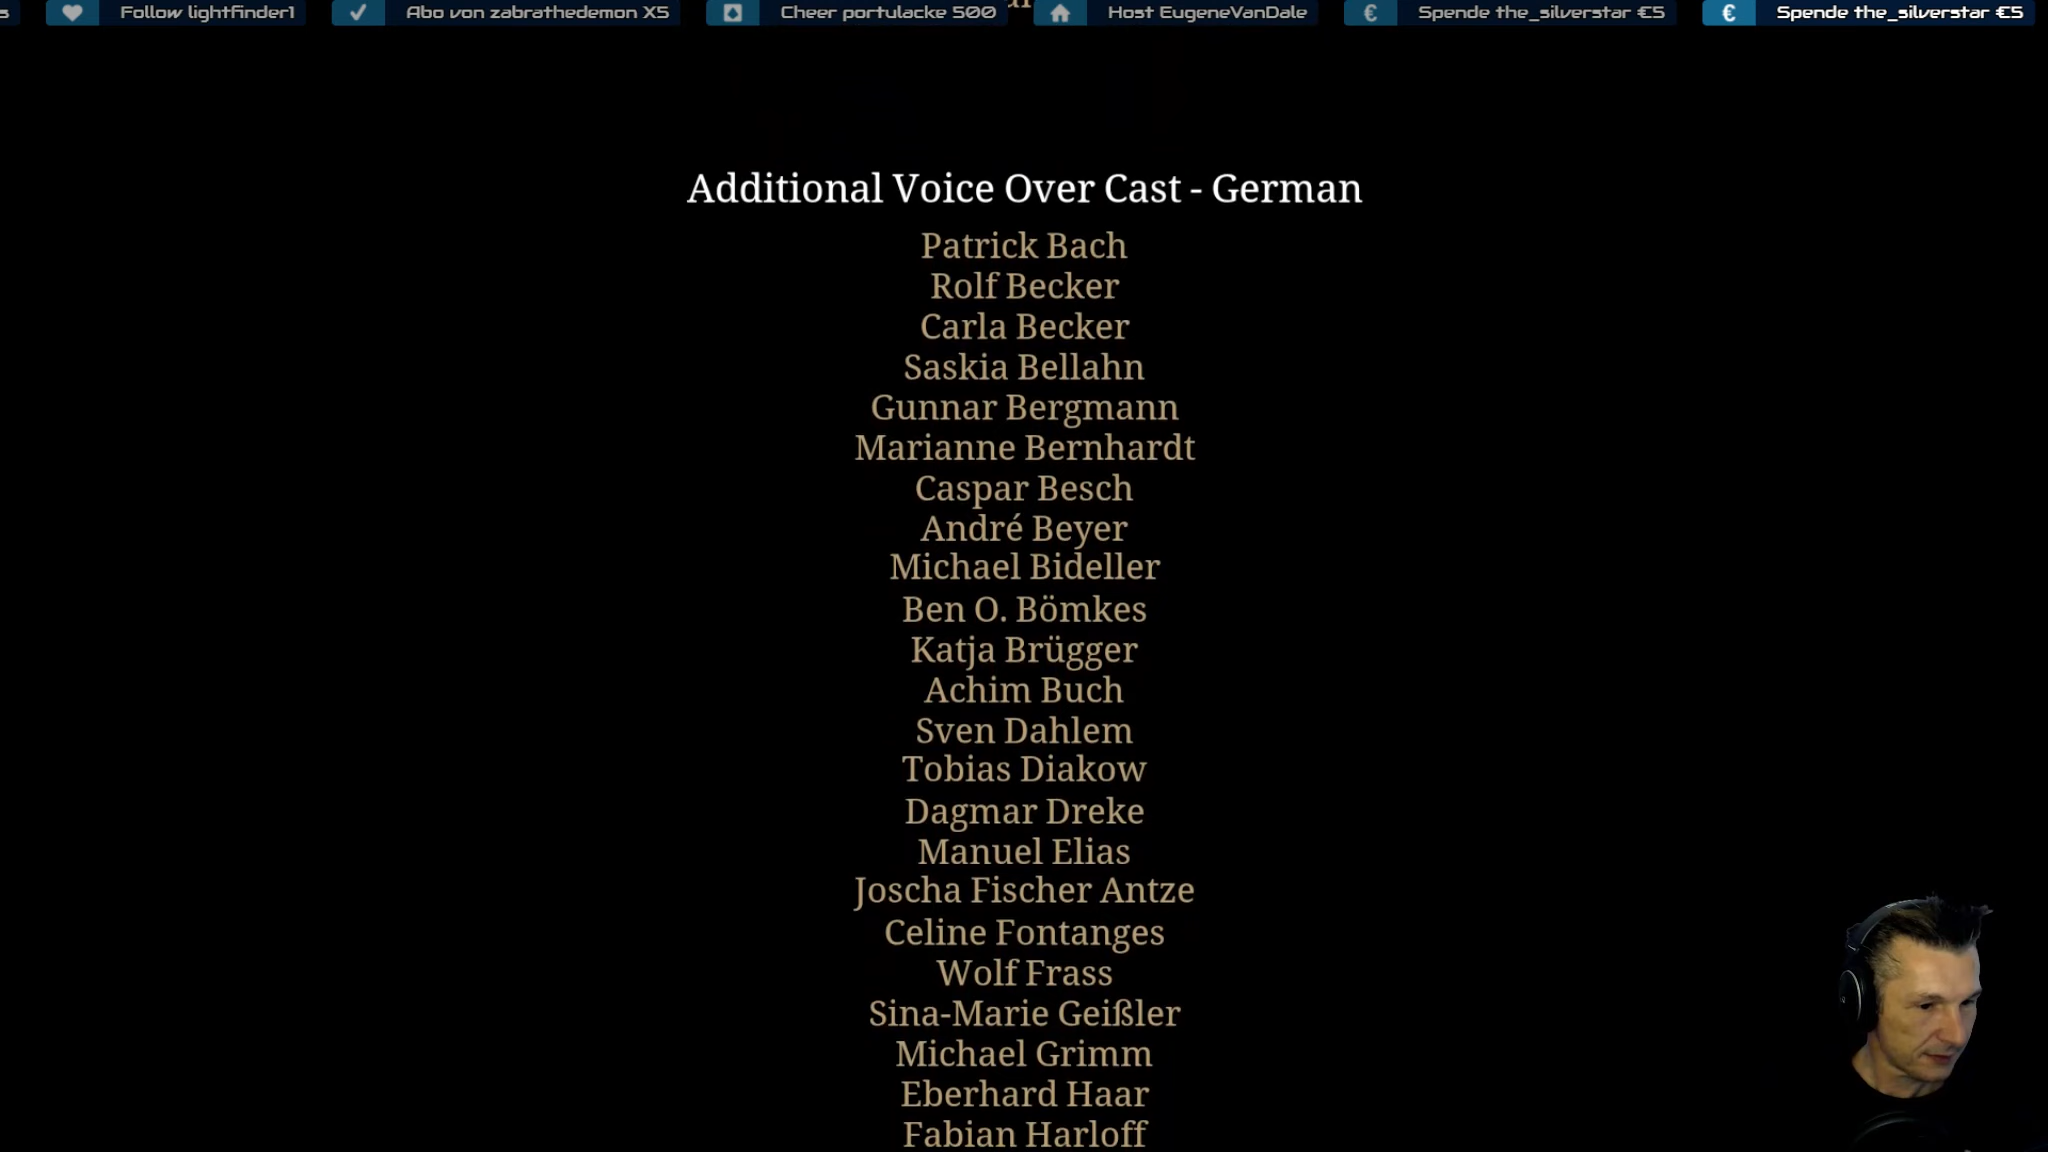 Follow lightfinder1
Abo von zabrathedemon X5
Cheer portulacke 500
Host EugeneVanDale
€ Spende the_silverstar €5
€ Spende the_silverstar €5
Additional Voice Over Cast - German
Patrick Bach
Rolf Becker
Carla Becker
Saskia Bellahn
Gunnar Bergmann
Marianne Bernhardt
Caspar Besch
André Beyer
Michael Bideller
Ben O. Bömkes
Katja Brügger
Achim Buch
Sven Dahlem
Tobias Diakow
Dagmar Dreke
Manuel Elias
Joscha Fischer Antze
Celine Fontanges
Wolf Frass
Sina-Marie Geißler
Michael Grimm
Eberhard Haar
Fabian Harloff